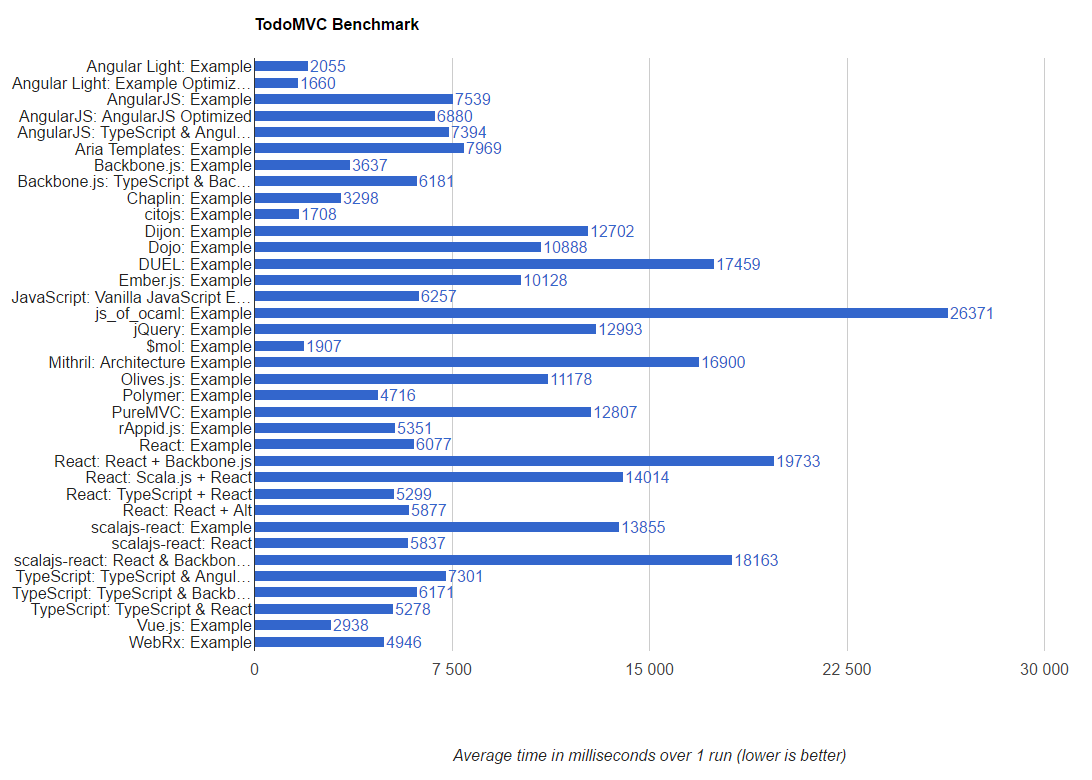 TodoMVC Benchmark
Angular Light: Example 2055
Angular Light: Example Optimiz… 1660
AngularJS: Example 7539
AngularJS: AngularJS Optimized 6880
AngularJS: TypeScript & Angul… 7394
Aria Templates: Example 7969
Backbone.js: Example 3637
Backbone.js: TypeScript & Bac… 6181
Chaplin: Example 3298
citojs: Example 1708
Dijon: Example 12702
Dojo: Example 10888
DUEL: Example 17459
Ember.js: Example 10128
JavaScript: Vanilla JavaScript E… 6257
js_of_ocaml: Example 26371
jQuery: Example 12993
$mol: Example 1907
Mithril: Architecture Example 16900
Olives.js: Example 11178
Polymer: Example 4716
PureMVC: Example 12807
rAppid.js: Example 5351
React: Example 6077
React: React + Backbone.js 19733
React: Scala.js + React 14014
React: TypeScript + React 5299
React: React + Alt 5877
scalajs-react: Example 13855
scalajs-react: React 5837
scalajs-react: React & Backbon… 18163
TypeScript: TypeScript & Angul… 7301
TypeScript: TypeScript & Backb… 6171
TypeScript: TypeScript & React 5278
Vue.js: Example 2938
WebRx: Example 4946
0 7 500 15 000 22 500 30 000
Average time in milliseconds over 1 run (lower is better)